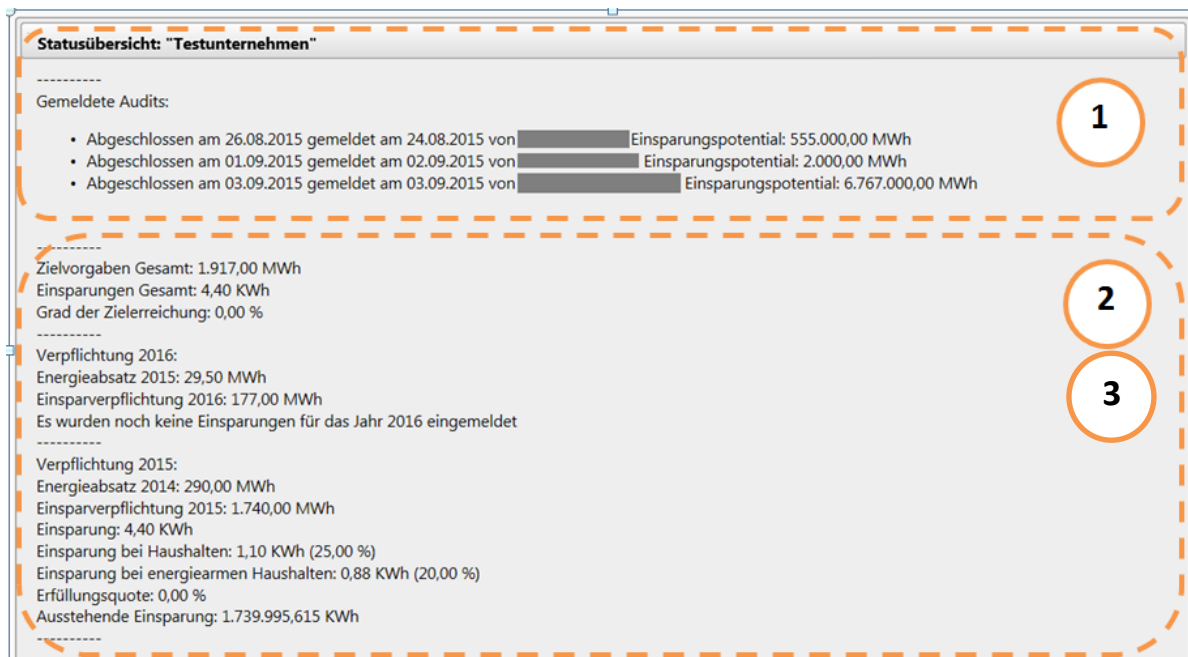 Statusübersicht: "Testunternehmen"
----------
Gemeldete Audits:
• Abgeschlossen am 26.08.2015 gemeldet am 24.08.2015 von Einsparungspotential: 555.000,00 MWh
• Abgeschlossen am 01.09.2015 gemeldet am 02.09.2015 von Einsparungspotential: 2.000,00 MWh
• Abgeschlossen am 03.09.2015 gemeldet am 03.09.2015 von Einsparungspotential: 6.767.000,00 MWh
1
----------
Zielvorgaben Gesamt: 1.917,00 MWh
Einsparungen Gesamt: 4,40 KWh
Grad der Zielerreichung: 0,00 %
2
----------
Verpflichtung 2016:
Energieabsatz 2015: 29,50 MWh
Einsparverpflichtung 2016: 177,00 MWh
Es wurden noch keine Einsparungen für das Jahr 2016 eingemeldet
3
----------
Verpflichtung 2015:
Energieabsatz 2014: 290,00 MWh
Einsparverpflichtung 2015: 1.740,00 MWh
Einsparung: 4,40 KWh
Einsparung bei Haushalten: 1,10 KWh (25,00 %)
Einsparung bei energiearmen Haushalten: 0,88 KWh (20,00 %)
Erfüllungsquote: 0,00 %
Ausstehende Einsparung: 1.739.995,615 KWh
----------